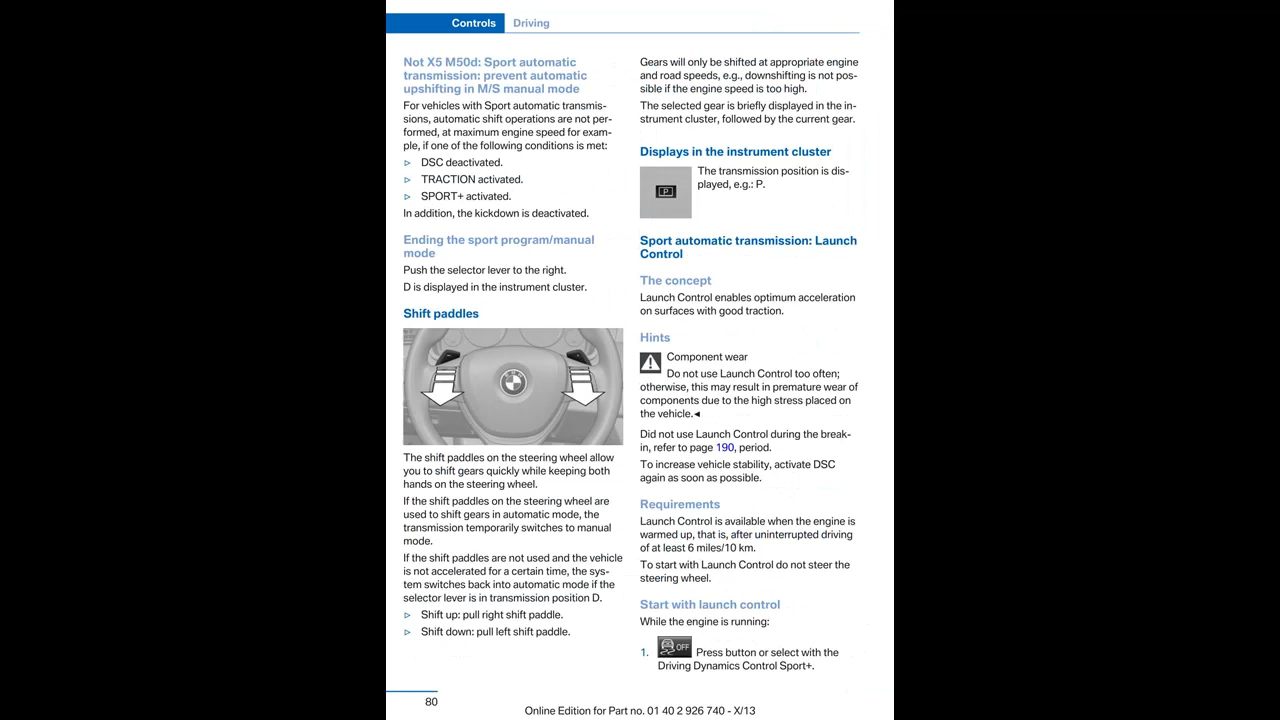 Controls Driving
Not X5 M50d: Sport automatic
transmission: prevent automatic
upshifting in M/S manual mode
For vehicles with Sport automatic transmis-
sions, automatic shift operations are not per-
formed, at maximum engine speed for exam-
ple, if one of the following conditions is met:
▷ DSC deactivated.
▷ TRACTION activated.
▷ SPORT+ activated.
In addition, the kickdown is deactivated.
Ending the sport program/manual
mode
Push the selector lever to the right.
D is displayed in the instrument cluster.
Shift paddles
The shift paddles on the steering wheel allow
you to shift gears quickly while keeping both
hands on the steering wheel.
If the shift paddles on the steering wheel are
used to shift gears in automatic mode, the
transmission temporarily switches to manual
mode.
If the shift paddles are not used and the vehicle
is not accelerated for a certain time, the sys-
tem switches back into automatic mode if the
selector lever is in transmission position D.
▷ Shift up: pull right shift paddle.
▷ Shift down: pull left shift paddle.
Gears will only be shifted at appropriate engine
and road speeds, e.g., downshifting is not pos-
sible if the engine speed is too high.
The selected gear is briefly displayed in the in-
strument cluster, followed by the current gear.
Displays in the instrument cluster
P
The transmission position is dis-
played, e.g.: P.
Sport automatic transmission: Launch
Control
The concept
Launch Control enables optimum acceleration
on surfaces with good traction.
Hints
Component wear
Do not use Launch Control too often;
otherwise, this may result in premature wear of
components due to the high stress placed on
the vehicle.◄
Did not use Launch Control during the break-
in, refer to page 190, period.
To increase vehicle stability, activate DSC
again as soon as possible.
Requirements
Launch Control is available when the engine is
warmed up, that is, after uninterrupted driving
of at least 6 miles/10 km.
To start with Launch Control do not steer the
steering wheel.
Start with launch control
While the engine is running:
1. OFF Press button or select with the
Driving Dynamics Control Sport+.
80
Online Edition for Part no. 01 40 2 926 740 - X/13